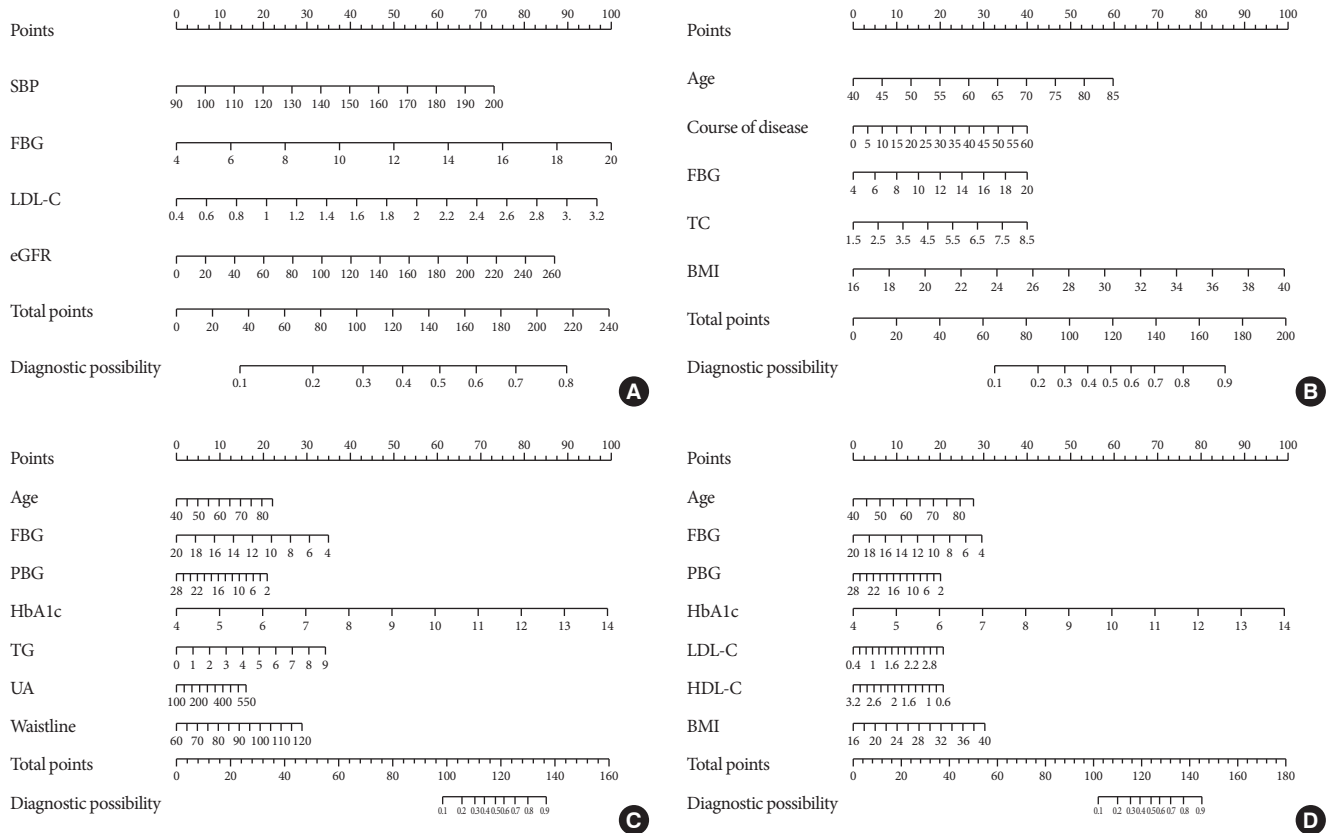 0 10 20 30 40 50 60 70 80 90 100
Points
SBP
90 100 110 120 130 140 150 160 170 180 190 200
FBG
4 6 8 10 12 14 16 18 20
LDL-C
0.4 0.6 0.8 1 1.2 1.4 1.6 1.8 2 2.2 2.4 2.6 2.8 3. 3.2
eGFR
0 20 40 60 80 100 120 140 160 180 200 220 240 260
Total points
0 20 40 60 80 100 120 140 160 180 200 220 240
Diagnostic possibility
0.1 0.2 0.3 0.4 0.5 0.6 0.7 0.8
A
0 10 20 30 40 50 60 70 80 90 100
Points
Age
40 45 50 55 60 65 70 75 80 85
Course of disease
0 5 10 15 20 25 30 35 40 45 50 55 60
FBG
4 6 8 10 12 14 16 18 20
TC
1.5 2.5 3.5 4.5 5.5 6.5 7.5 8.5
BMI
16 18 20 22 24 26 28 30 32 34 36 38 40
Total points
0 20 40 60 80 100 120 140 160 180 200
Diagnostic possibility
0.1 0.2 0.3 0.4 0.5 0.6 0.7 0.8 0.9
B
0 10 20 30 40 50 60 70 80 90 100
Points
Age
40 50 60 70 80
FBG
20 18 16 14 12 10 8 6 4
PBG
28 22 16 10 6 2
HbA1c
4 5 6 7 8 9 10 11 12 13 14
TG
0 1 2 3 4 5 6 7 8 9
UA
100 200 400 550
Waistline
60 70 80 90 100 110 120
Total points
0 20 40 60 80 100 120 140 160
Diagnostic possibility
0.1 0.2 0.3 0.4 0.5 0.6 0.7 0.8 0.9
C
0 10 20 30 40 50 60 70 80 90 100
Points
Age
40 50 60 70 80
FBG
20 18 16 14 12 10 8 6 4
PBG
28 22 16 10 6 2
HbA1c
4 5 6 7 8 9 10 11 12 13 14
LDL-C
0.4 1 1.6 2.2 2.8
HDL-C
3.2 2.6 2 1.6 1 0.6
BMI
16 20 24 28 32 36 40
Total points
0 20 40 60 80 100 120 140 160 180
Diagnostic possibility
0.1 0.2 0.3 0.4 0.5 0.6 0.7 0.8 0.9
D